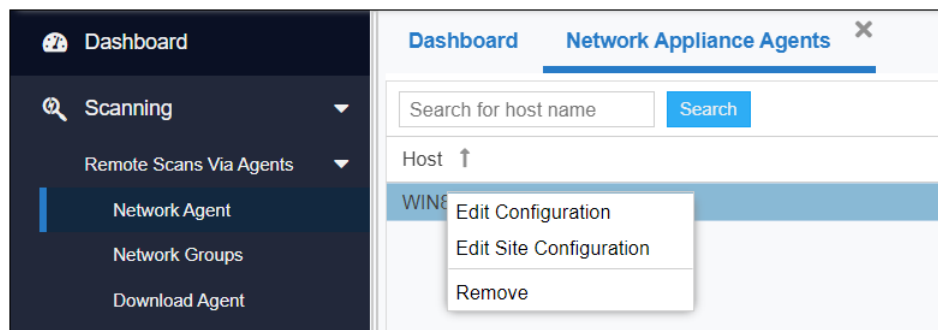 Dashboard
Scanning
Remote Scans Via Agents
Network Agent
Network Groups
Download Agent
Dashboard Network Appliance Agents
Search for host name Search
Host
WIN8
Edit Configuration
Edit Site Configuration
Remove